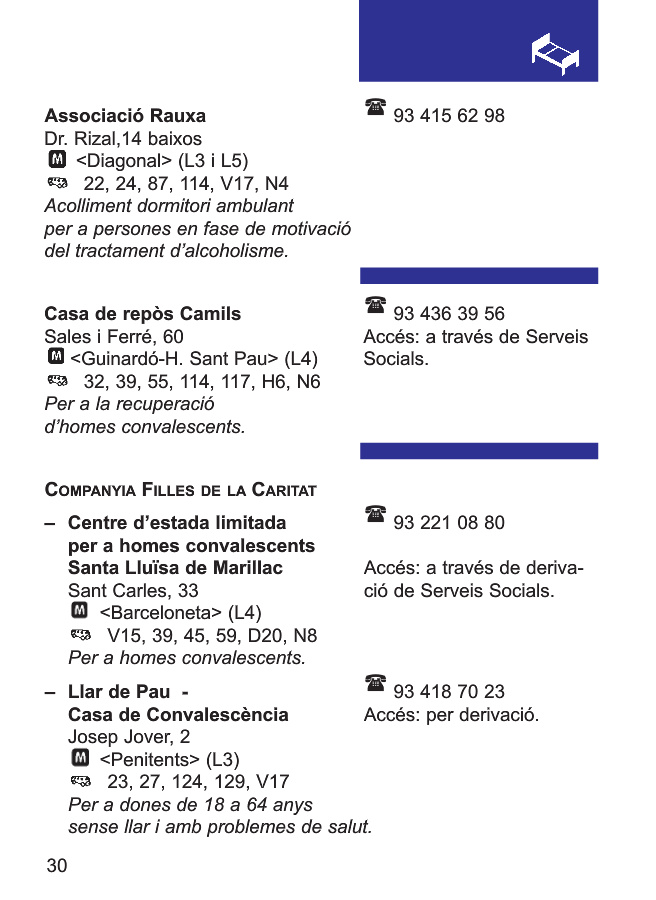 Associació Rauxa
93 415 62 98
Dr. Rizal,14 baixos
M <Diagonal> (L3 i L5)
22, 24, 87, 114, V17, N4
Acolliment dormitori ambulant
per a persones en fase de motivació
del tractament d’alcoholisme.
Casa de repòs Camils
93 436 39 56
Sales i Ferré, 60
Accés: a través de Serveis
M <Guinardó-H. Sant Pau> (L4)
Socials.
32, 39, 55, 114, 117, H6, N6
Per a la recuperació
d’homes convalescents.
COMPANYIA FILLES DE LA CARITAT
– Centre d’estada limitada
93 221 08 80
per a homes convalescents
Santa Lluïsa de Marillac
Accés: a través de deriva-
Sant Carles, 33
ció de Serveis Socials.
M <Barceloneta> (L4)
V15, 39, 45, 59, D20, N8
Per a homes convalescents.
– Llar de Pau -
93 418 70 23
Casa de Convalescència
Accés: per derivació.
Josep Jover, 2
M <Penitents> (L3)
23, 27, 124, 129, V17
Per a dones de 18 a 64 anys
sense llar i amb problemes de salut.
30